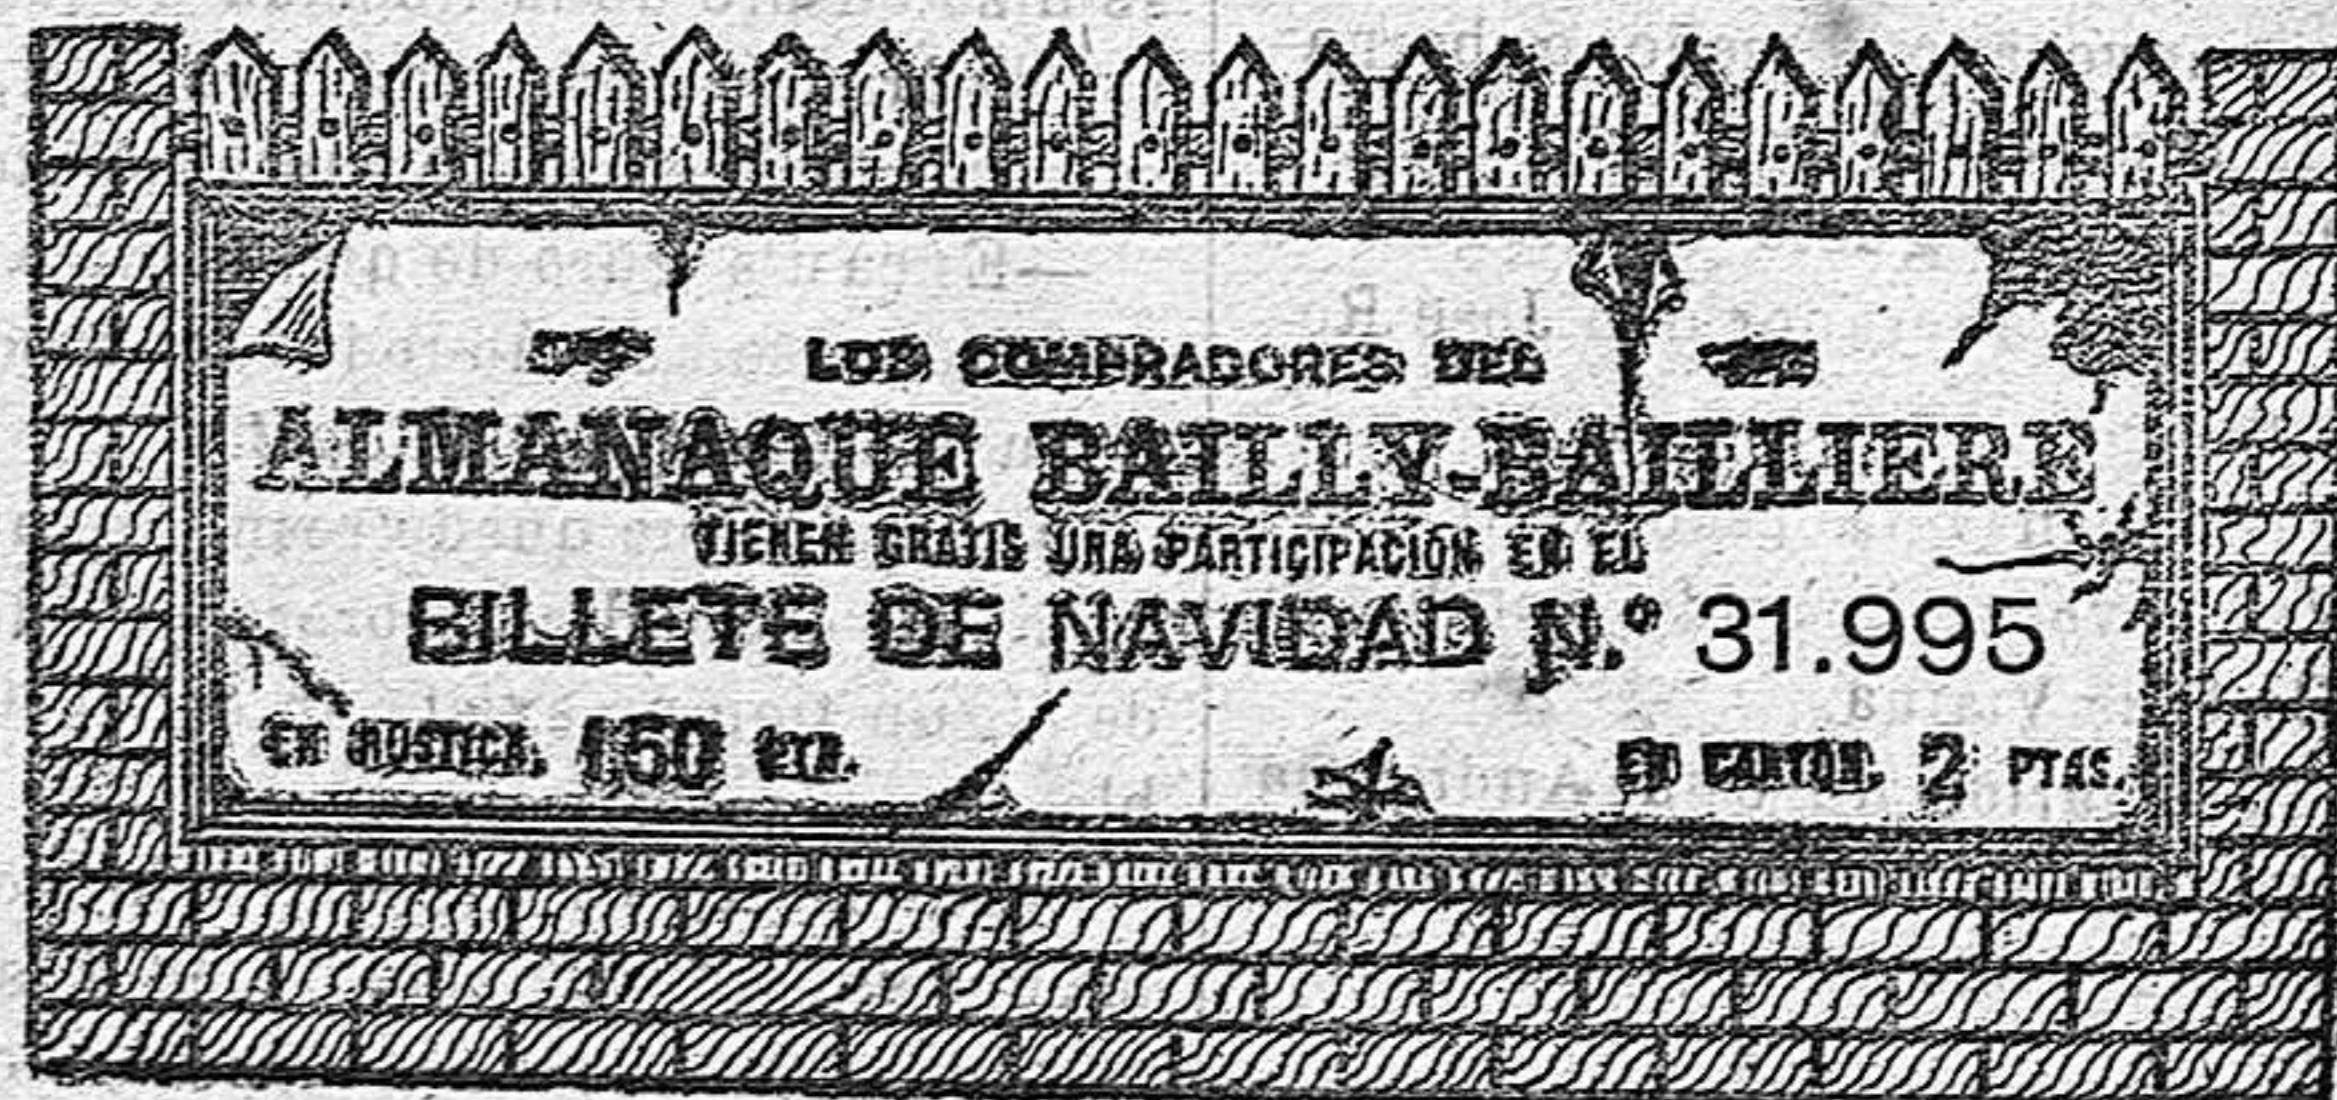 LOS COMPRADORES DEL
ALMANAQUE BAILLY-BAILLIERE
TIENEN GRATIS UNA PARTICIPACIÓN EN EL
BILLETE DE NAVIDAD N.º 31.995
EN RÚSTICA, 1'50 PTA. EN CARTÓN, 2 PTAS.